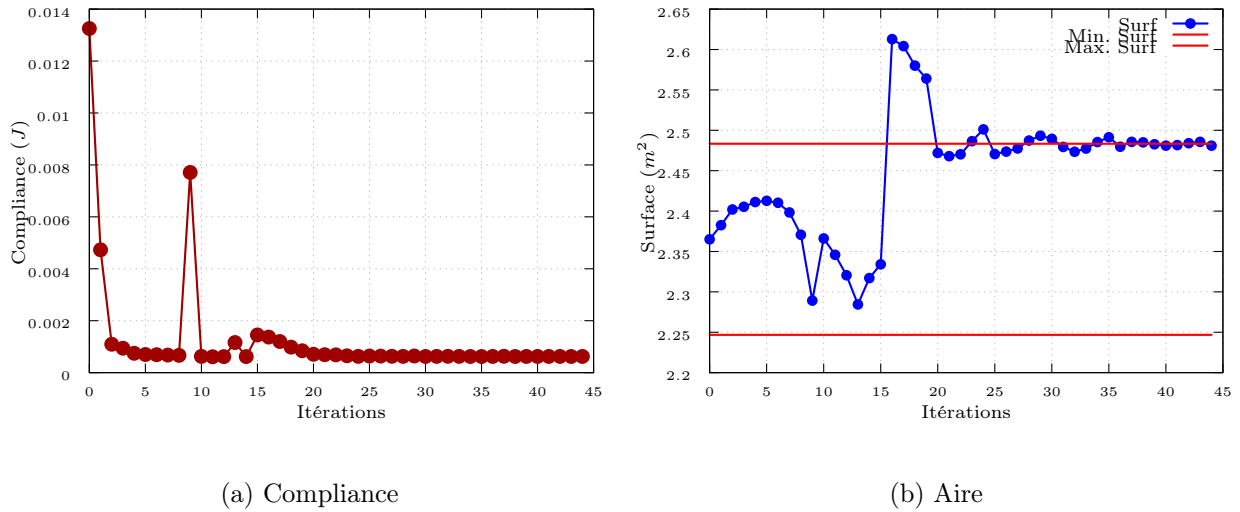 0.014
0.012
0.01
0.008
0.006
0.004
0.002
0
Compliance (J)
0 5 10 15 20 25 30 35 40 45
Itérations
(a) Compliance
2.65
2.6
2.55
2.5
2.45
2.4
2.35
2.3
2.25
2.2
Surface (m²)
Surf
Min. Surf
Max. Surf
0 5 10 15 20 25 30 35 40 45
Itérations
(b) Aire